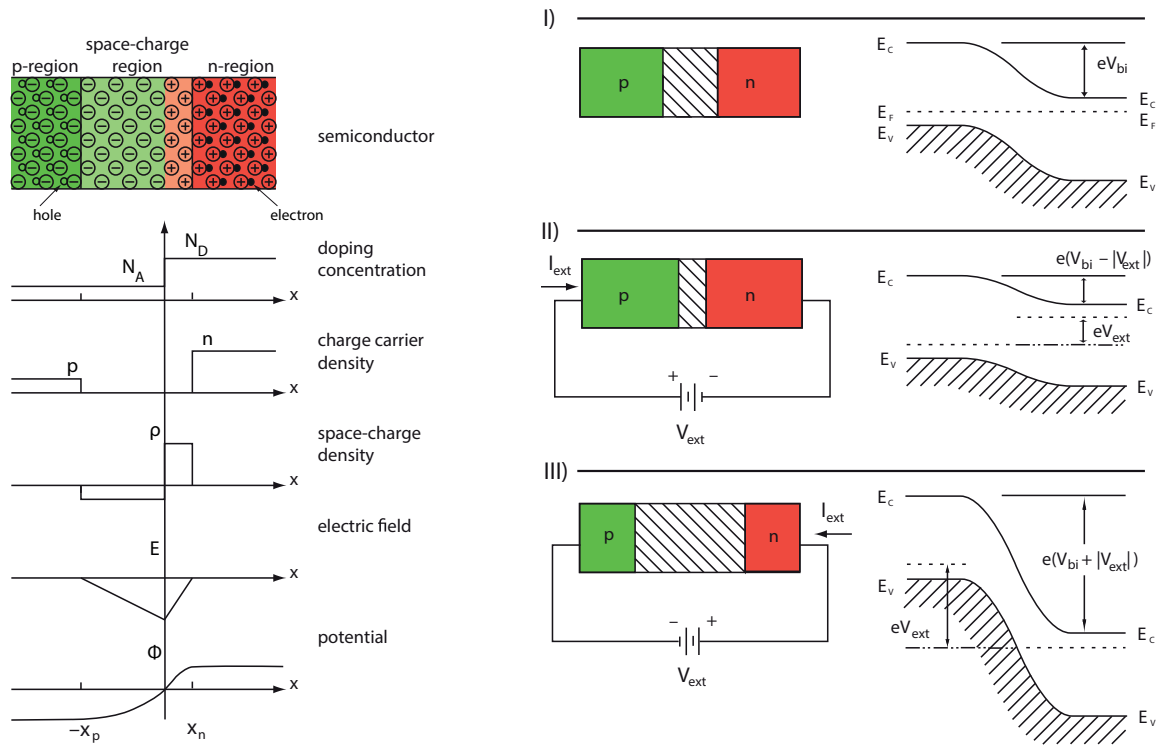 space-charge
p-region region n-region
semiconductor
hole
electron
N_D
N_A
doping
concentration
x
n
p
charge carrier
density
x
ρ
space-charge
density
x
electric field
E
x
potential
Φ
x
−x_p
x_n
I)
p
n
E_C
eV_bi
E_C
E_F
E_F
E_V
E_V
II)
I_ext
p
n
+ −
V_ext
e(V_bi − |V_ext|)
E_C
E_C
eV_ext
E_V
E_V
III)
p
n
I_ext
− +
V_ext
E_C
e(V_bi + |V_ext|)
E_V
eV_ext
E_C
E_V